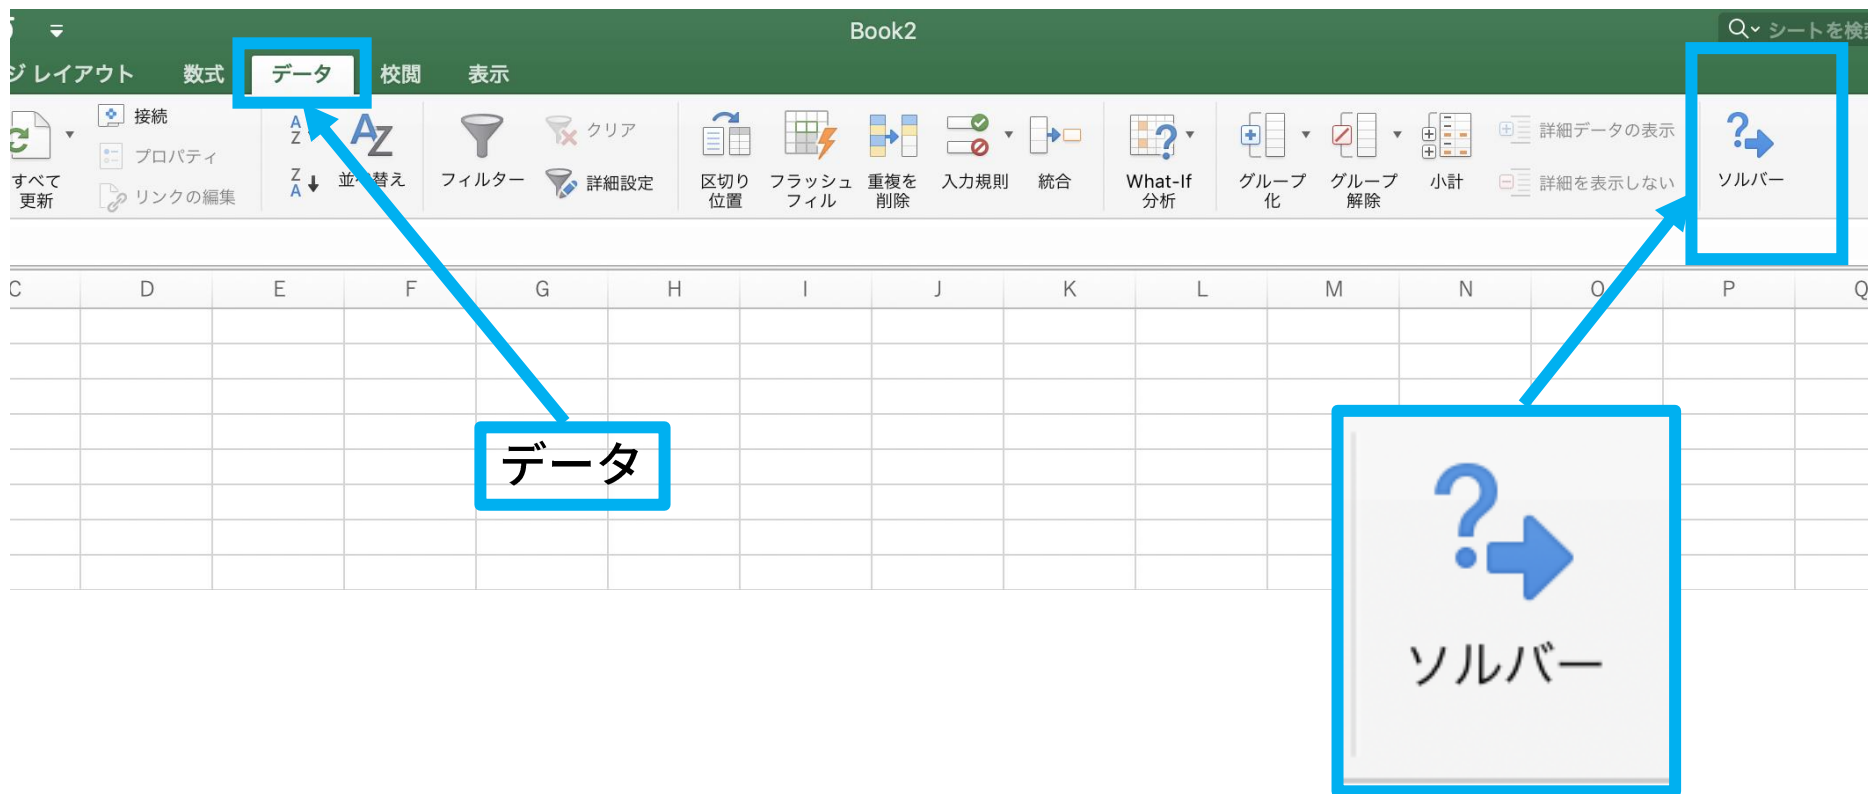 Book2
シートを検索
ジ レイアウト 数式 データ 校閲 表示
接続
プロパティ
リンクの編集
すべて
更新
並べ替え
フィルター
クリア
詳細設定
区切り
位置
フラッシュ
フィル
重複を
削除
入力規則
統合
What-If
分析
グループ
化
グループ
解除
小計
詳細データの表示
詳細を表示しない
ソルバー
C D E F G H I J K L M N O P Q
データ
ソルバー